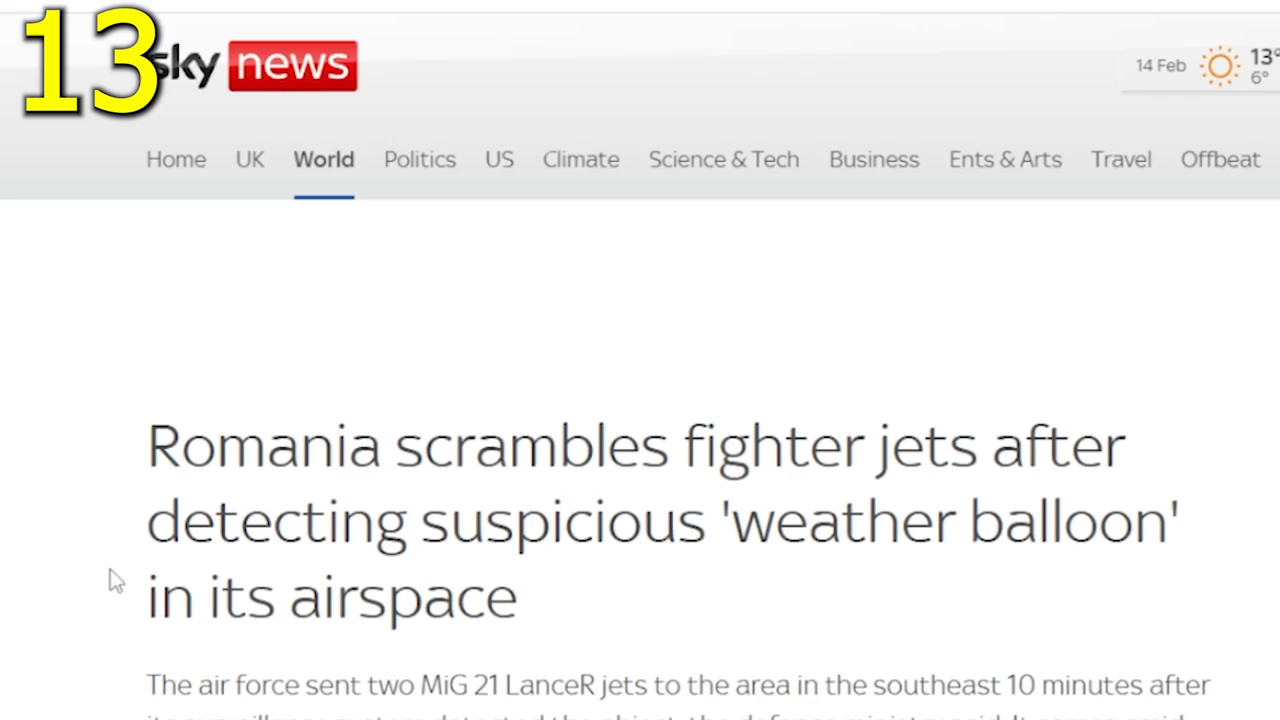 13
sky news
14 Feb
13°
6°
Home UK World Politics US Climate Science & Tech Business Ents & Arts Travel Offbeat
Romania scrambles fighter jets after
detecting suspicious 'weather balloon'
in its airspace
The air force sent two MiG 21 LanceR jets to the area in the southeast 10 minutes after